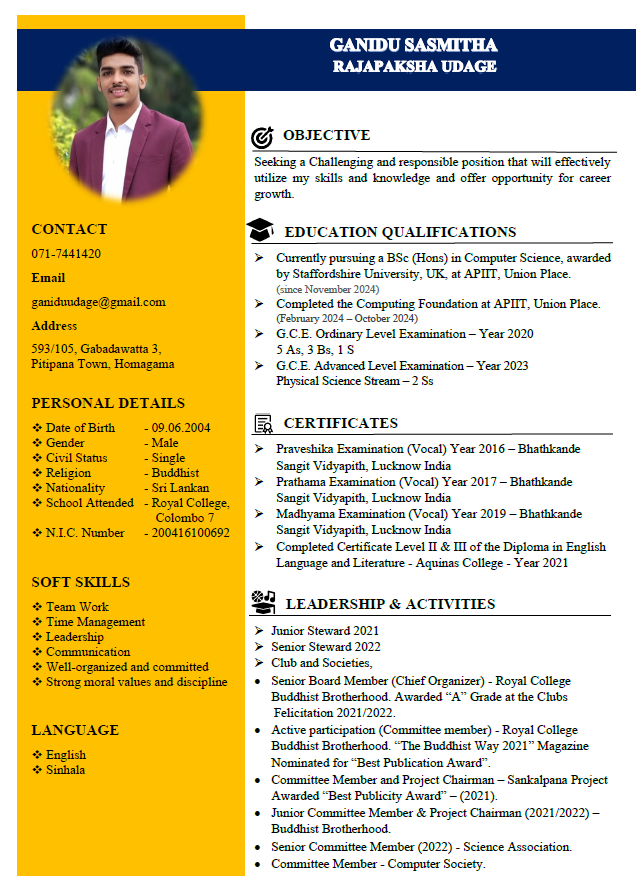 GANIDU SASMITHA
RAJAPAKSHA UDAGE
CONTACT
071-7441420
Email
ganiduudage@gmail.com
Address
593/105, Gabadawatta 3,
Pitipana Town, Homagama
PERSONAL DETAILS
❖ Date of Birth - 09.06.2004
❖ Gender - Male
❖ Civil Status - Single
❖ Religion - Buddhist
❖ Nationality - Sri Lankan
❖ School Attended - Royal College,
Colombo 7
❖ N.I.C. Number - 200416100692
SOFT SKILLS
❖ Team Work
❖ Time Management
❖ Leadership
❖ Communication
❖ Well-organized and committed
❖ Strong moral values and discipline
LANGUAGE
❖ English
❖ Sinhala
OBJECTIVE
Seeking a Challenging and responsible position that will effectively
utilize my skills and knowledge and offer opportunity for career
growth.
EDUCATION QUALIFICATIONS
➢ Currently pursuing a BSc (Hons) in Computer Science, awarded
by Staffordshire University, UK, at APIIT, Union Place.
(since November 2024)
➢ Completed the Computing Foundation at APIIT, Union Place.
(February 2024 – October 2024)
➢ G.C.E. Ordinary Level Examination – Year 2020
5 As, 3 Bs, 1 S
➢ G.C.E. Advanced Level Examination – Year 2023
Physical Science Stream – 2 Ss
CERTIFICATES
➢ Praveshika Examination (Vocal) Year 2016 – Bhathkande
Sangit Vidyapith, Lucknow India
➢ Prathama Examination (Vocal) Year 2017 – Bhathkande
Sangit Vidyapith, Lucknow India
➢ Madhyama Examination (Vocal) Year 2019 – Bhathkande
Sangit Vidyapith, Lucknow India
➢ Completed Certificate Level II & III of the Diploma in English
Language and Literature - Aquinas College - Year 2021
LEADERSHIP & ACTIVITIES
➢ Junior Steward 2021
➢ Senior Steward 2022
➢ Club and Societies,
• Senior Board Member (Chief Organizer) - Royal College
Buddhist Brotherhood. Awarded “A” Grade at the Clubs
Felicitation 2021/2022.
• Active participation (Committee member) - Royal College
Buddhist Brotherhood. “The Buddhist Way 2021” Magazine
Nominated for “Best Publication Award”.
• Committee Member and Project Chairman – Sankalpana Project
Awarded “Best Publicity Award” – (2021).
• Junior Committee Member & Project Chairman (2021/2022) –
Buddhist Brotherhood.
• Senior Committee Member (2022) - Science Association.
• Committee Member - Computer Society.